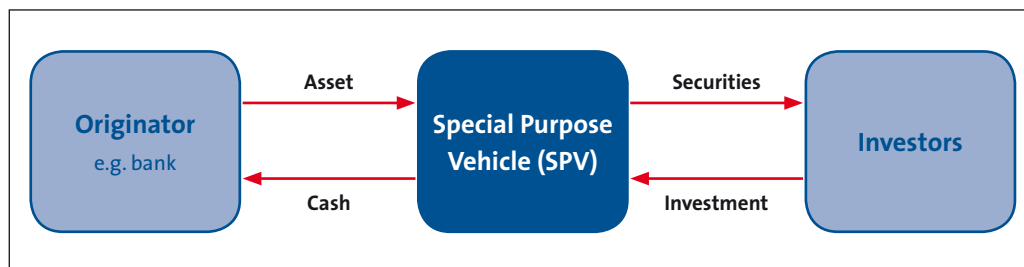 Originator
e.g. bank
Asset
Cash
Special Purpose
Vehicle (SPV)
Securities
Investment
Investors